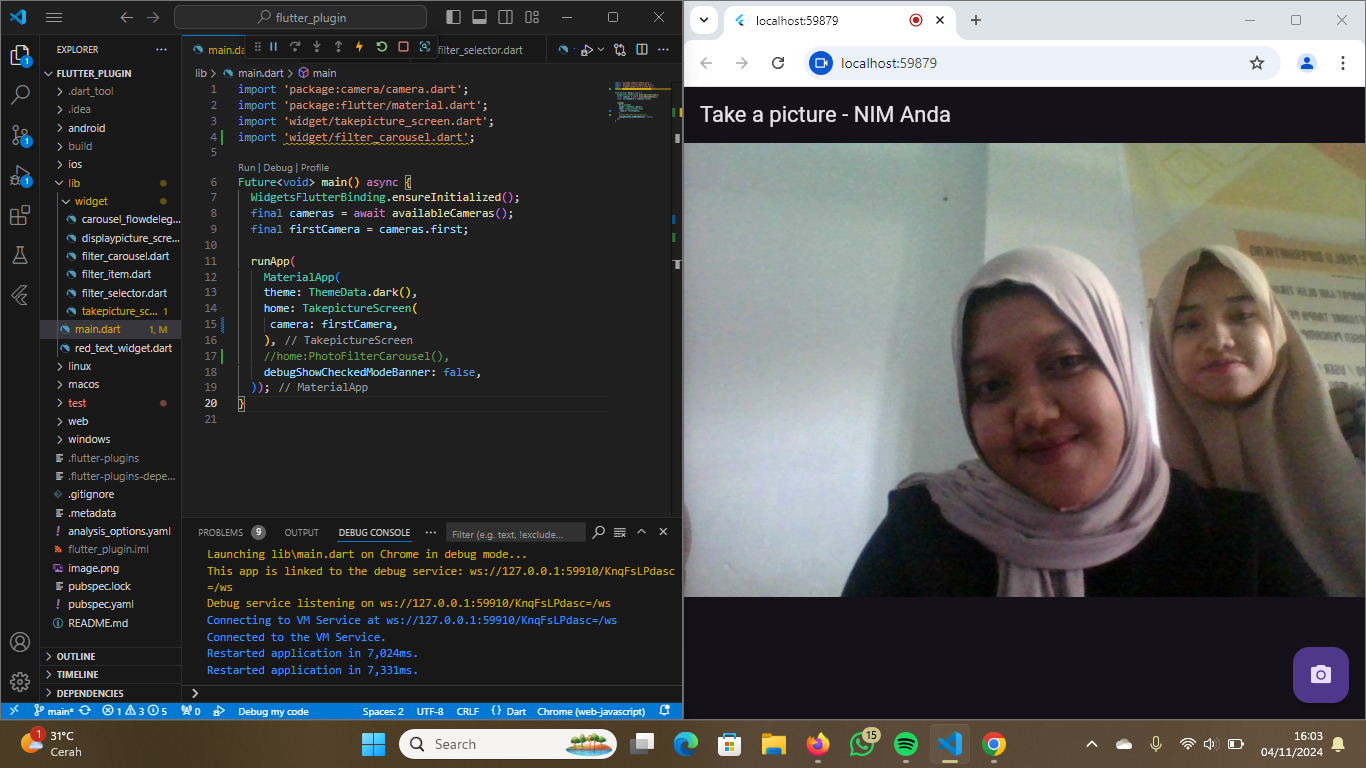 flutter_plugin
EXPLORER
FLUTTER_PLUGIN
.dart_tool
.idea
android
build
ios
lib
widget
carousel_flowdeleg...
displaypicture_scre...
filter_carousel.dart
filter_item.dart
filter_selector.dart
takepicture_sc... 1
main.dart 1, M
red_text_widget.dart
linux
macos
test
web
windows
.flutter-plugins
.flutter-plugins-depe...
.gitignore
.metadata
analysis_options.yaml
flutter_plugin.iml
image.png
pubspec.lock
pubspec.yaml
README.md
OUTLINE
TIMELINE
DEPENDENCIES
main.da
filter_selector.dart
lib > main.dart > main
1 import 'package:camera/camera.dart';
2 import 'package:flutter/material.dart';
3 import 'widget/takepicture_screen.dart';
4 import 'widget/filter_carousel.dart';
5
Run | Debug | Profile
6 Future<void> main() async {
7 WidgetsFlutterBinding.ensureInitialized();
8 final cameras = await availableCameras();
9 final firstCamera = cameras.first;
10
11 runApp(
12 MaterialApp(
13 theme: ThemeData.dark(),
14 home: TakepictureScreen(
15 camera: firstCamera,
16 ), // TakepictureScreen
17 //home:PhotoFilterCarousel(),
18 debugShowCheckedModeBanner: false,
19 )); // MaterialApp
20 }
21
PROBLEMS 9 OUTPUT DEBUG CONSOLE ... Filter (e.g. text, !exclude...
Launching lib\main.dart on Chrome in debug mode...
This app is linked to the debug service: ws://127.0.0.1:59910/KnqFsLPdasc
=/ws
Debug service listening on ws://127.0.0.1:59910/KnqFsLPdasc=/ws
Connecting to VM Service at ws://127.0.0.1:59910/KnqFsLPdasc=/ws
Connected to the VM Service.
Restarted application in 7,024ms.
Restarted application in 7,331ms.
main* 1 3 5 0 Debug my code Spaces: 2 UTF-8 CRLF {} Dart Chrome (web-javascript)
localhost:59879
localhost:59879
Take a picture - NIM Anda
1 31°C
Cerah
Search
15
16:03
04/11/2024